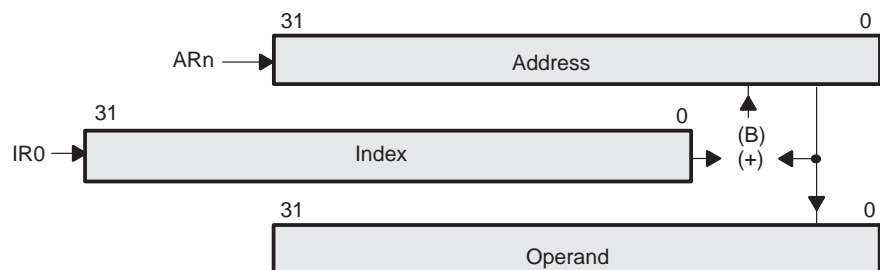 31 0
ARn Address
31 0
IR0 Index (B)
(+)
31 0
Operand